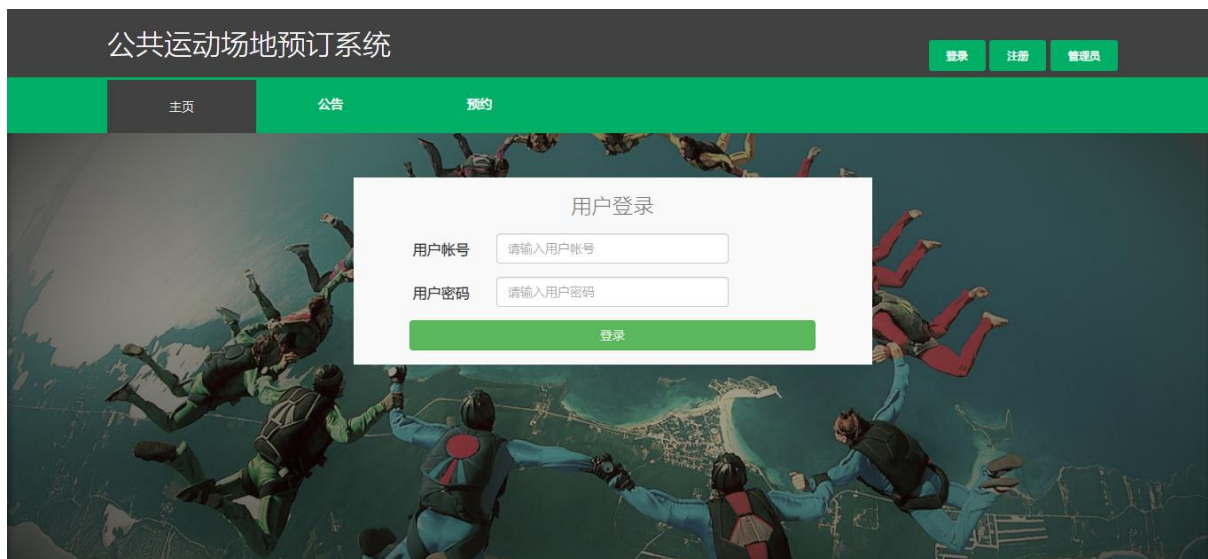 公共运动场地预订系统
登录 注册 管理员
主页 公告 预约
用户登录
用户帐号 请输入用户帐号
用户密码 请输入用户密码
登录